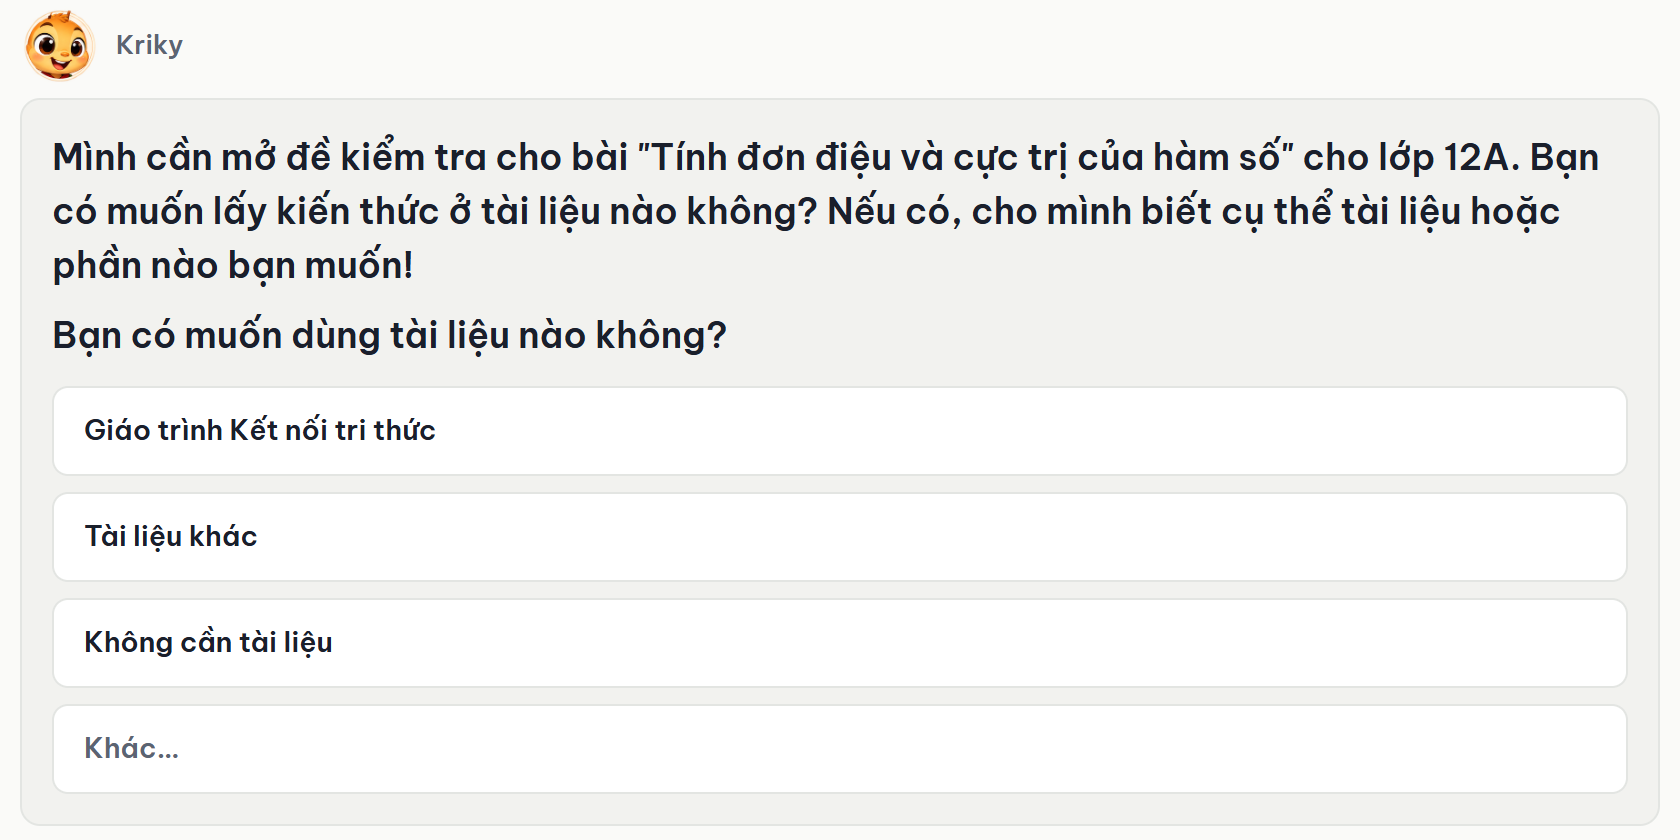 Kriky
Mình cần mở đề kiểm tra cho bài "Tính đơn điệu và cực trị của hàm số" cho lớp 12A. Bạn
có muốn lấy kiến thức ở tài liệu nào không? Nếu có, cho mình biết cụ thể tài liệu hoặc
phần nào bạn muốn!
Bạn có muốn dùng tài liệu nào không?
Giáo trình Kết nối tri thức
Tài liệu khác
Không cần tài liệu
Khác...